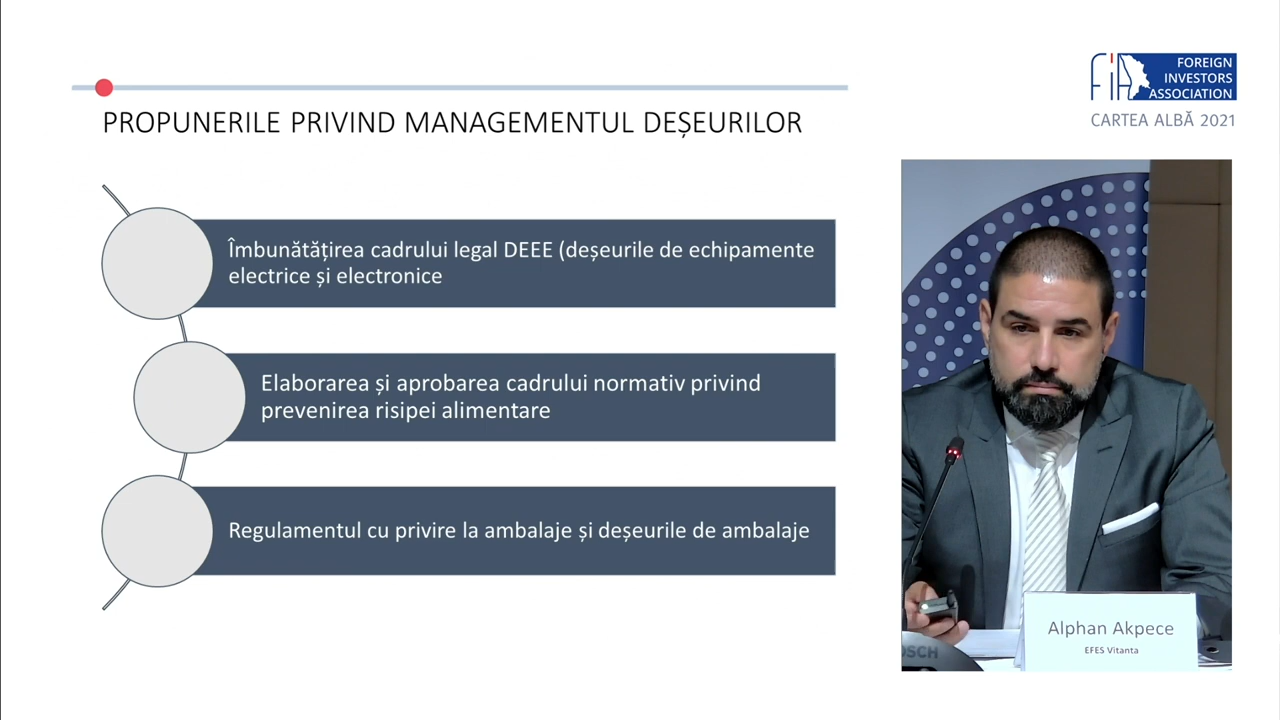 FOREIGN
INVESTORS
ASSOCIATION
CARTEA ALBĂ 2021
PROPUNERILE PRIVIND MANAGEMENTUL DEȘEURILOR
Îmbunătățirea cadrului legal DEEE (deșeurile de echipamente
electrice și electronice
Elaborarea și aprobarea cadrului normativ privind
prevenirea risipei alimentare
Regulamentul cu privire la ambalaje și deșeurile de ambalaje
Alphan Akpece
EFES Vitanta